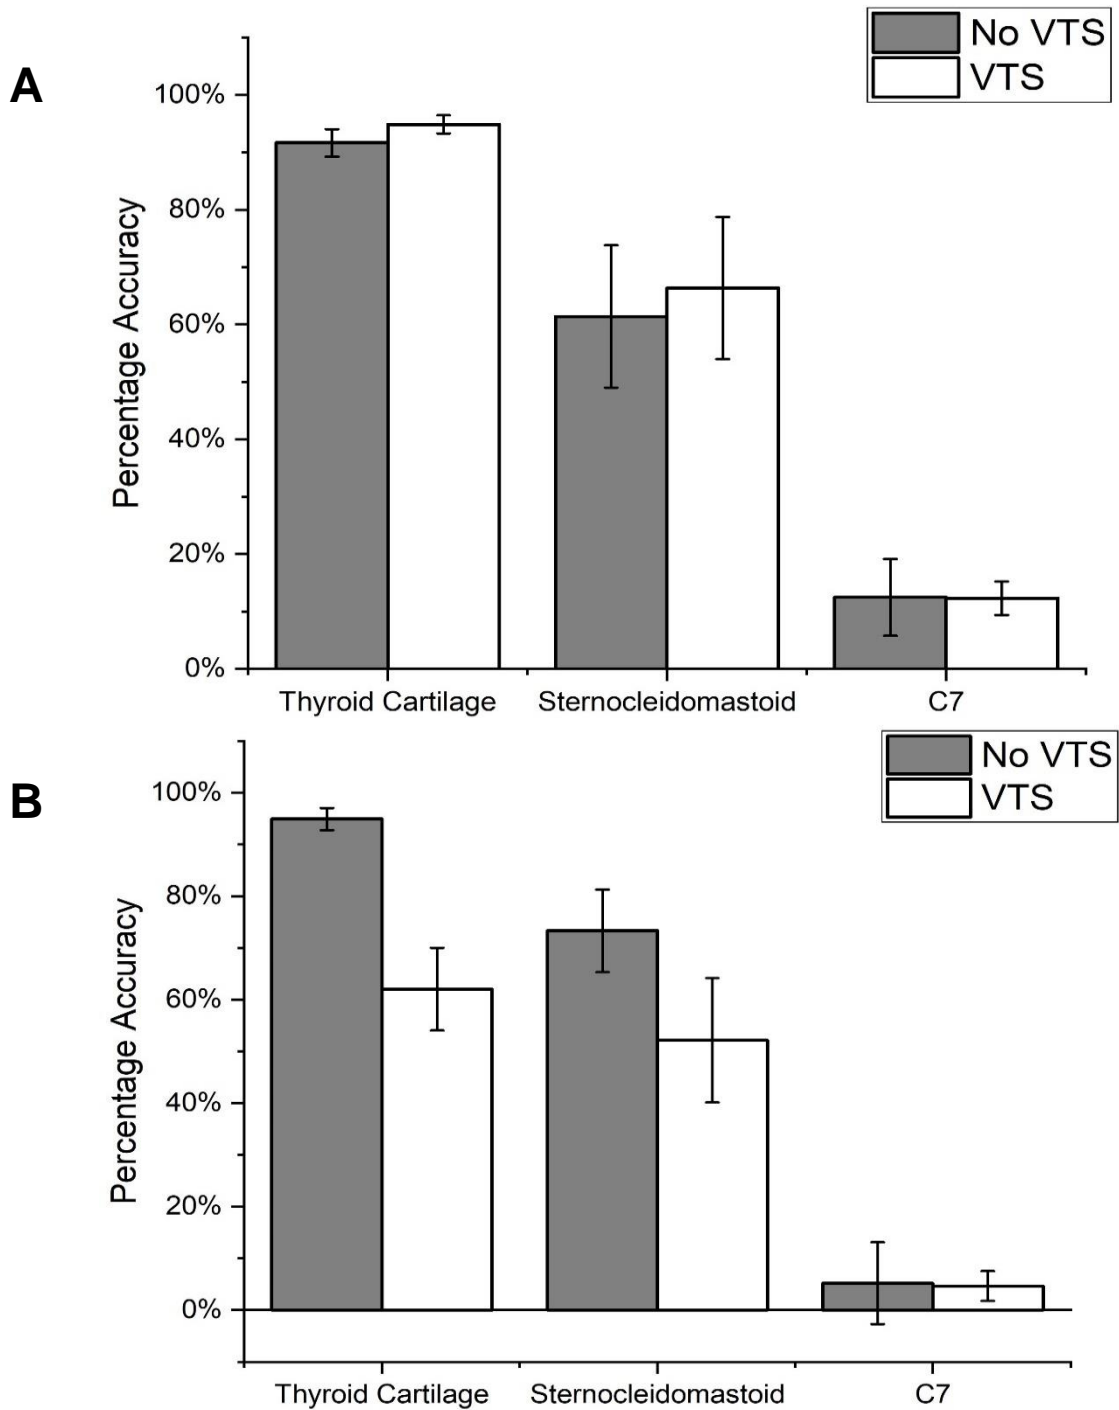 A
No VTS
VTS
100%
80%
60%
40%
20%
0%
Percentage Accuracy
Thyroid Cartilage Sternocleidomastoid C7
B
No VTS
VTS
100%
80%
60%
40%
20%
0%
Percentage Accuracy
Thyroid Cartilage Sternocleidomastoid C7